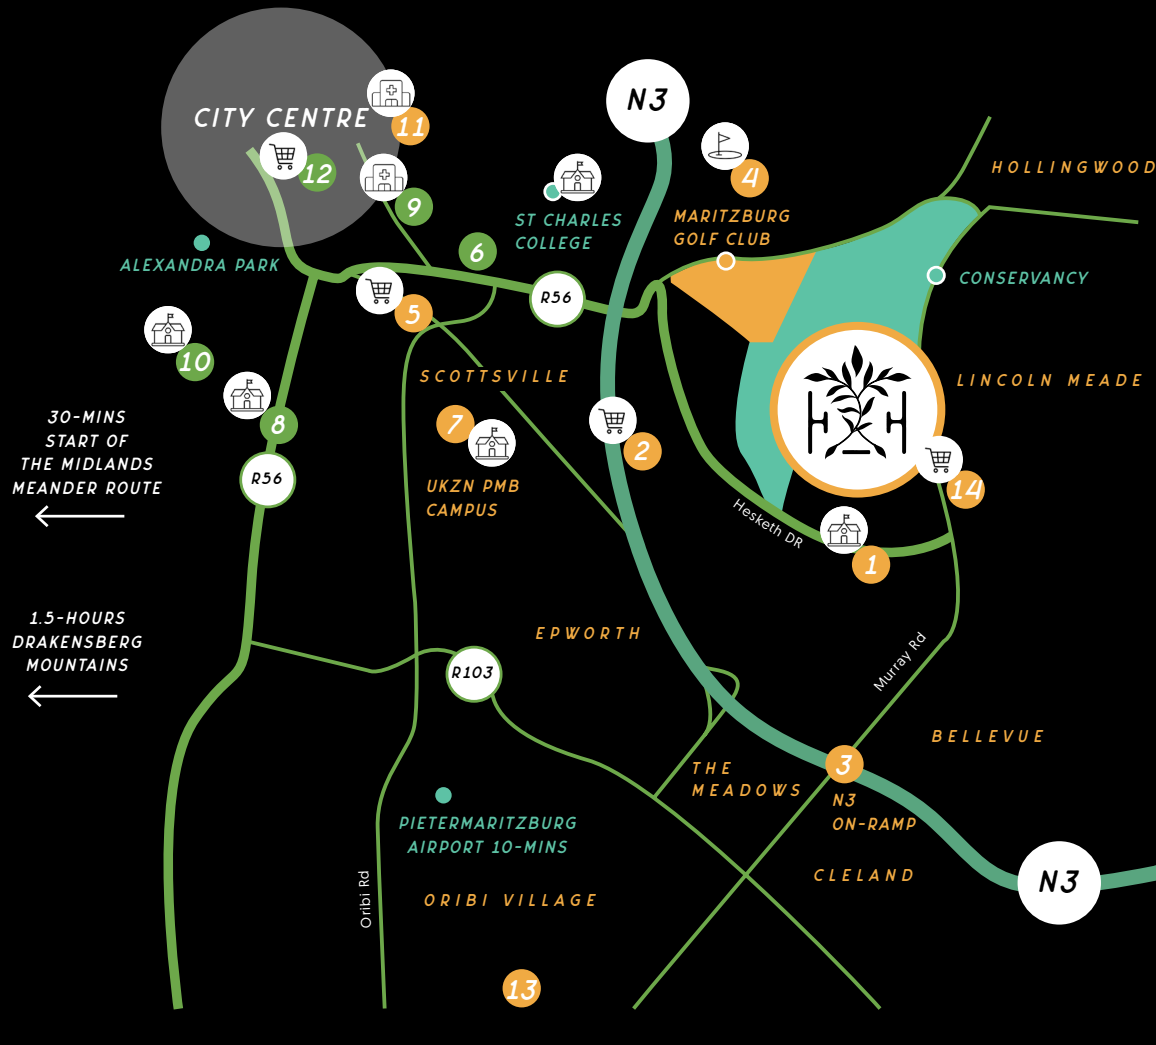 N3
CITY CENTRE
11
12
9
4
HOLLINGWOOD
ST CHARLES
COLLEGE
MARITZBURG
GOLF CLUB
6
ALEXANDRA PARK
CONSERVANCY
R56
5
10
SCOTTSVILLE
LINCOLN MEADE
30-MINS
START OF
THE MIDLANDS
MEANDER ROUTE
8
7
2
H H
R56
UKZN PMB
CAMPUS
14
Hesketh DR
1
1.5-HOURS
DRAKENSBERG
MOUNTAINS
EPWORTH
R103
Murray Rd
BELLEVUE
THE
MEADOWS
3
N3
ON-RAMP
PIETERMARITZBURG
AIRPORT 10-MINS
CLELAND
N3
Oribi Rd
ORIBI VILLAGE
13